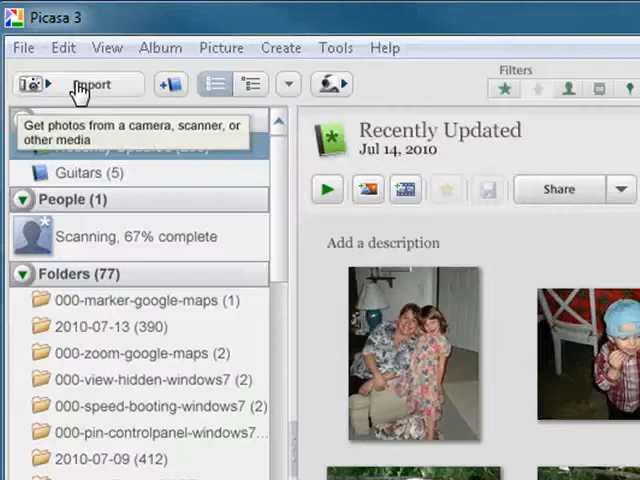 Picasa 3
File Edit View Album Picture Create Tools Help
Import
Filters
Get photos from a camera, scanner, or
other media
Recently Updated
Jul 14, 2010
Guitars (5)
People (1)
Share
Scanning, 67% complete
Add a description
Folders (77)
000-marker-google-maps (1)
2010-07-13 (390)
000-zoom-google-maps (2)
000-view-hidden-windows7 (2)
000-speed-booting-windows7 (2)
000-pin-controlpanel-windows7...
2010-07-09 (412)